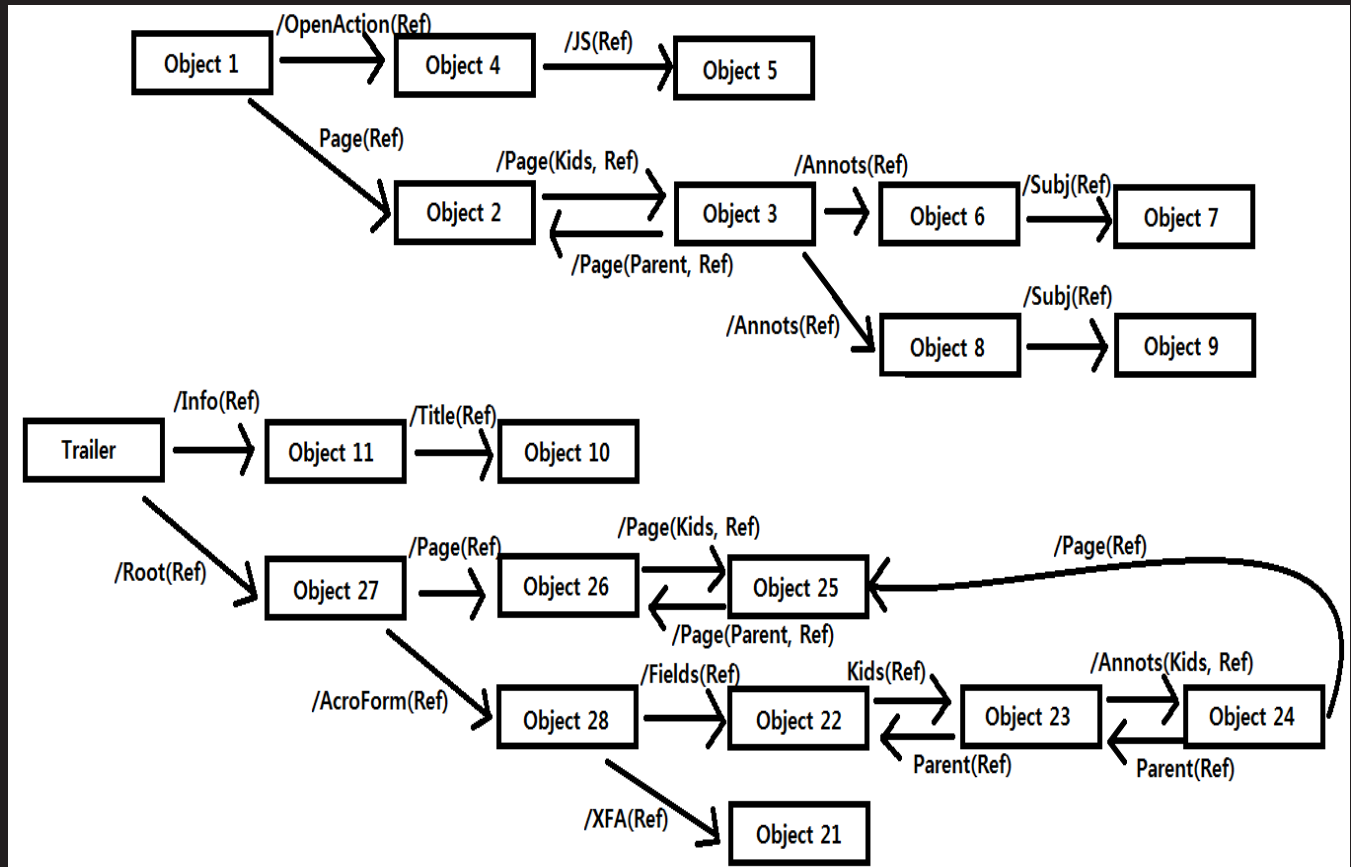 /OpenAction(Ref)
Object 1
Object 4
/JS(Ref)
Object 5
Page(Ref)
/Page(Kids, Ref)
/Annots(Ref)
/Subj(Ref)
Object 2
Object 3
Object 6
Object 7
/Page(Parent, Ref)
/Annots(Ref)
/Subj(Ref)
Object 8
Object 9
/Info(Ref)
/Title(Ref)
Trailer
Object 11
Object 10
/Root(Ref)
/Page(Ref)
/Page(Kids, Ref)
/Page(Ref)
Object 27
Object 26
Object 25
/Page(Parent, Ref)
/AcroForm(Ref)
/Fields(Ref)
Kids(Ref)
/Annots(Kids, Ref)
Object 28
Object 22
Object 23
Object 24
Parent(Ref)
Parent(Ref)
/XFA(Ref)
Object 21